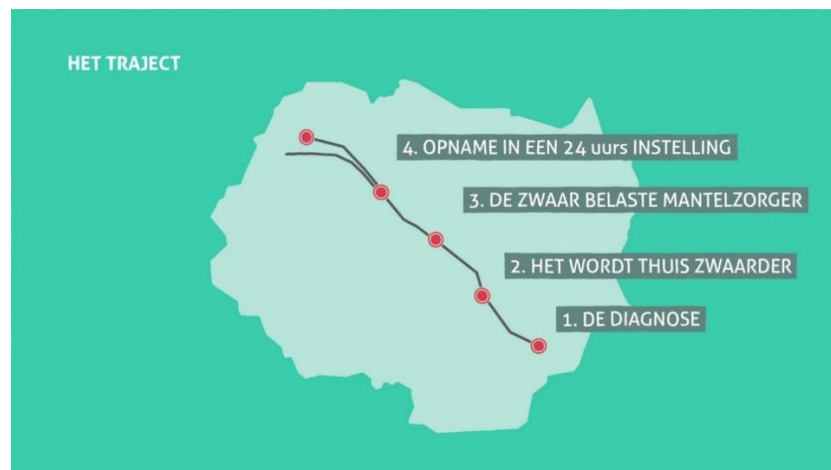 HET TRAJECT
4. OPNAME IN EEN 24 uurs INSTELLING
3. DE ZWAAR BELASTE MANTELZORGER
2. HET WORDT THUIS ZWAARDER
1. DE DIAGNOSE